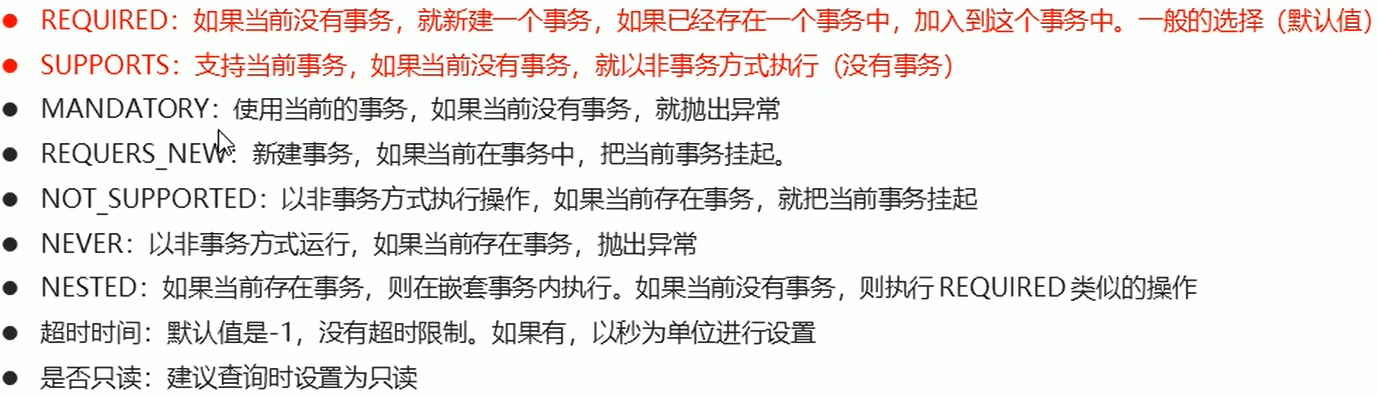 ● REQUIRED：如果当前没有事务，就新建一个事务，如果已经存在一个事务中，加入到这个事务中。一般的选择（默认值）
● SUPPORTS：支持当前事务，如果当前没有事务，就以非事务方式执行（没有事务）
● MANDATORY：使用当前的事务，如果当前没有事务，就抛出异常
● REQUERS_NEW：新建事务，如果当前在事务中，把当前事务挂起。
● NOT_SUPPORTED：以非事务方式执行操作，如果当前存在事务，就把当前事务挂起
● NEVER：以非事务方式运行，如果当前存在事务，抛出异常
● NESTED：如果当前存在事务，则在嵌套事务内执行。如果当前没有事务，则执行 REQUIRED 类似的操作
● 超时时间：默认值是-1，没有超时限制。如果有，以秒为单位进行设置
● 是否只读：建议查询时设置为只读